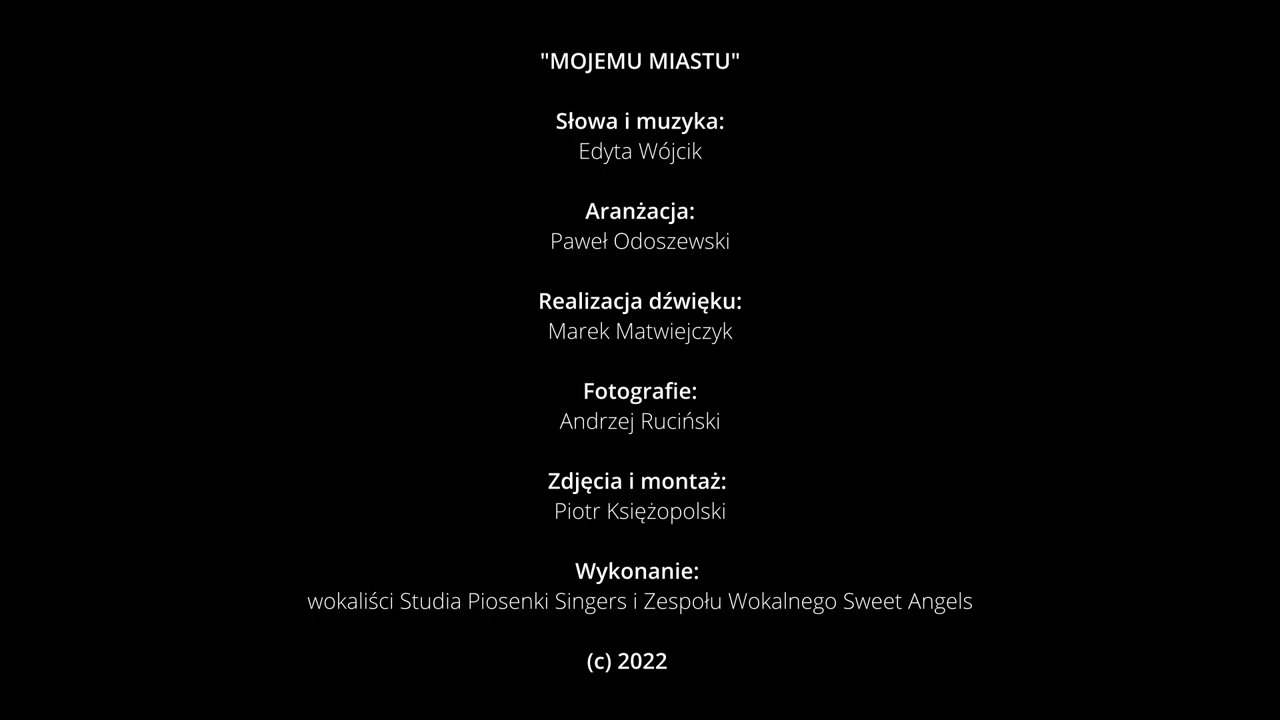 "MOJEMU MIASTU"
Słowa i muzyka:
Edyta Wójcik
Aranżacja:
Paweł Odoszewski
Realizacja dźwięku:
Marek Matwiejczyk
Fotografie:
Andrzej Ruciński
Zdjęcia i montaż:
Piotr Księżopolski
Wykonanie:
wokaliści Studia Piosenki Singers i Zespołu Wokalnego Sweet Angels
(c) 2022